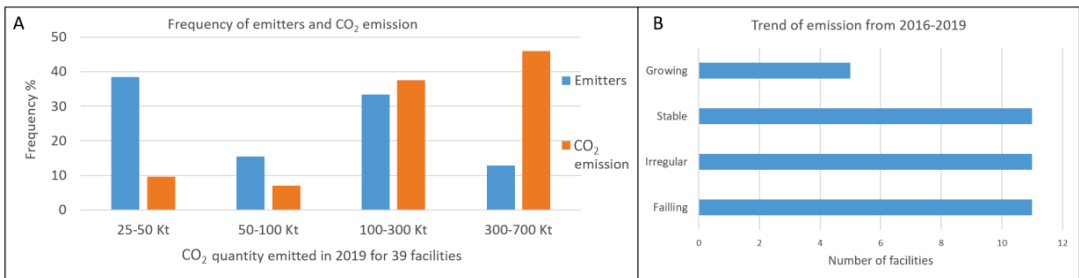 A
Frequency of emitters and CO₂ emission
Frequency %
50
40
30
20
10
0
25-50 Kt
50-100 Kt
100-300 Kt
300-700 Kt
CO₂ quantity emitted in 2019 for 39 facilities
Emitters
CO₂
emission
B
Trend of emission from 2016-2019
Growing
Stable
Irregular
Failling
0
2
4
6
8
10
12
Number of facilities